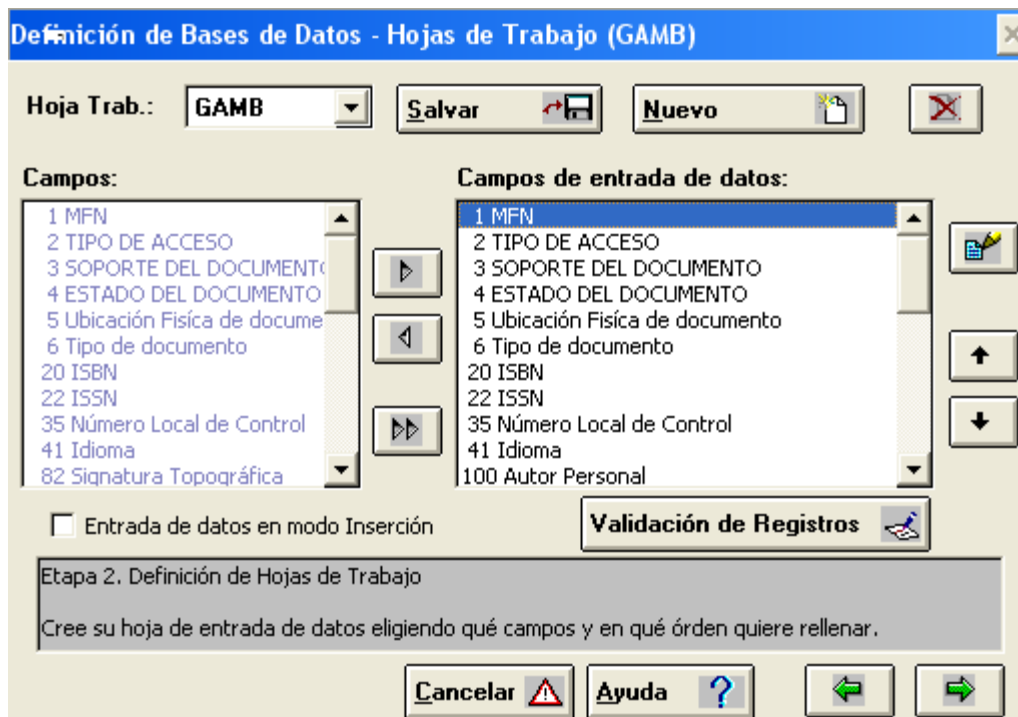 Definición de Bases de Datos - Hojas de Trabajo (GAMB)
Hoja Trab.: GAMB Salvar Nuevo
Campos:
1 MFN
2 TIPO DE ACCESO
3 SOPORTE DEL DOCUMENT
4 ESTADO DEL DOCUMENTO
5 Ubicación Fisíca de docume
6 Tipo de documento
20 ISBN
22 ISSN
35 Número Local de Control
41 Idioma
82 Signatura Topográfica
Campos de entrada de datos:
1 MFN
2 TIPO DE ACCESO
3 SOPORTE DEL DOCUMENTO
4 ESTADO DEL DOCUMENTO
5 Ubicación Fisíca de documento
6 Tipo de documento
20 ISBN
22 ISSN
35 Número Local de Control
41 Idioma
100 Autor Personal
Entrada de datos en modo Inserción
Validación de Registros
Etapa 2. Definición de Hojas de Trabajo
Cree su hoja de entrada de datos eligiendo qué campos y en qué órden quiere rellenar.
Cancelar Ayuda